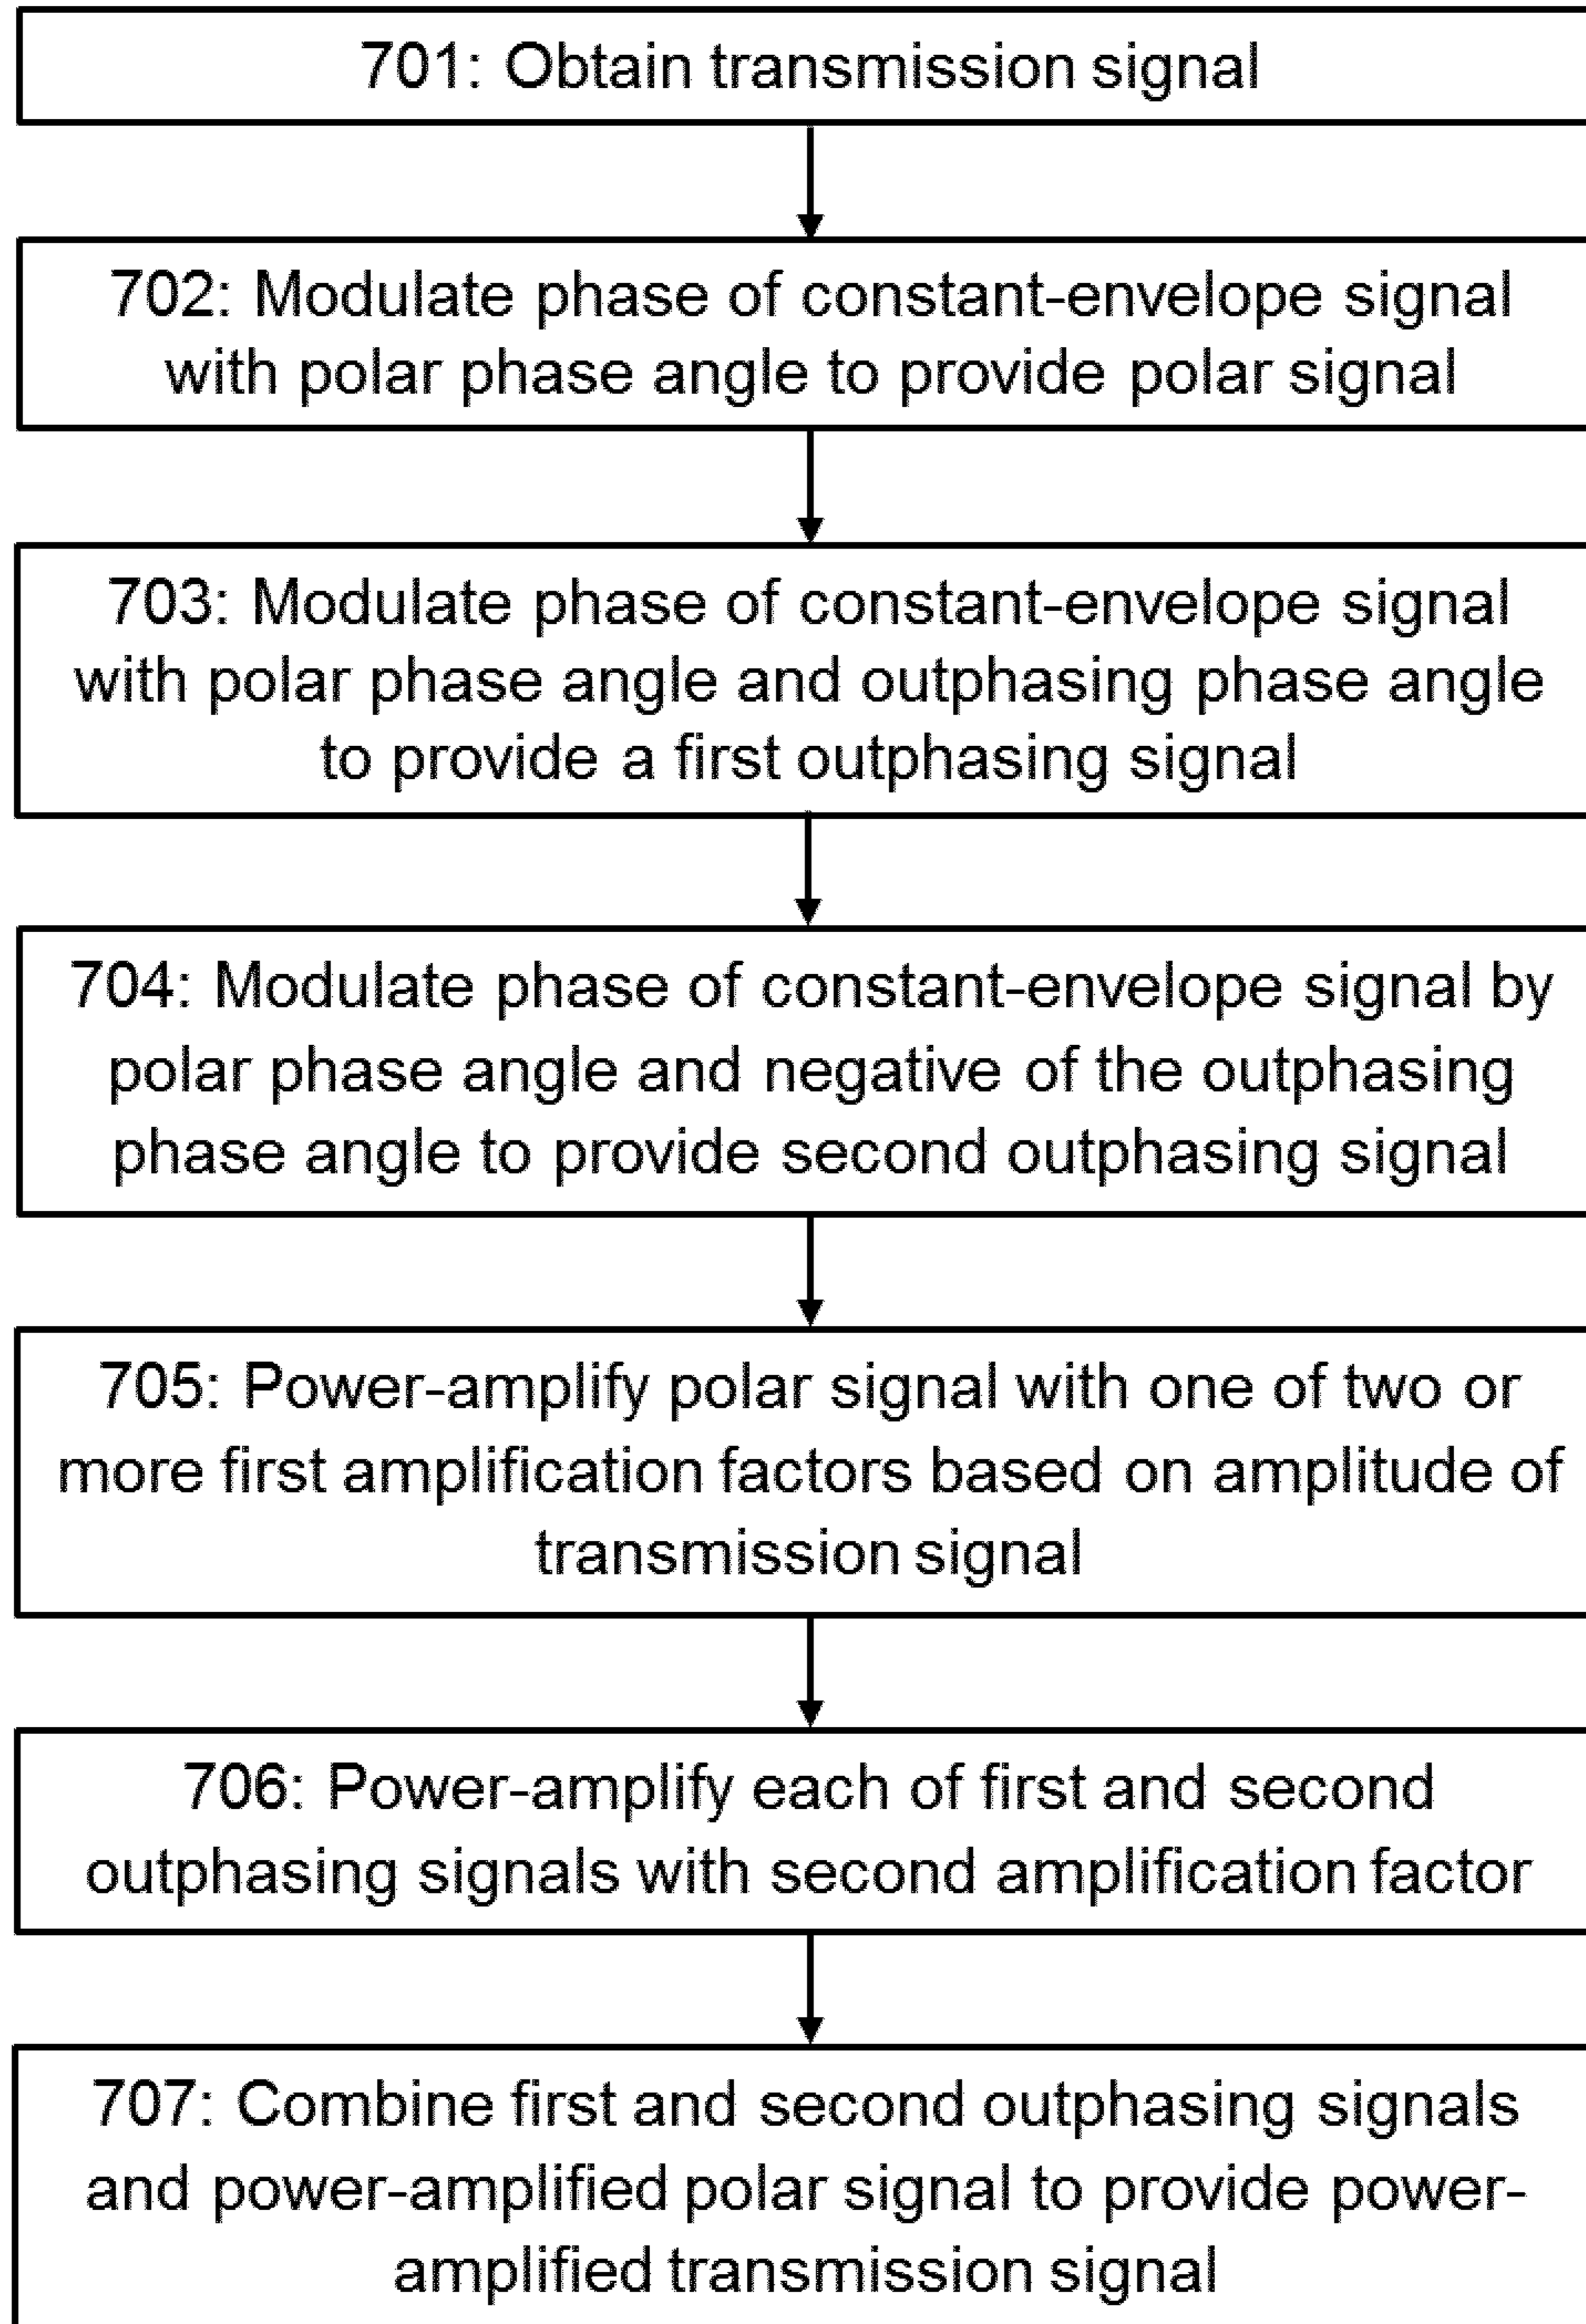 701: Obtain transmission signal
702: Modulate phase of constant-envelope signal
with polar phase angle to provide polar signal
703: Modulate phase of constant-envelope signal
with polar phase angle and outphasing phase angle
to provide a first outphasing signal
704: Modulate phase of constant-envelope signal by
polar phase angle and negative of the outphasing
phase angle to provide second outphasing signal
705: Power-amplify polar signal with one of two or
more first amplification factors based on amplitude of
transmission signal
706: Power-amplify each of first and second
outphasing signals with second amplification factor
707: Combine first and second outphasing signals
and power-amplified polar signal to provide power-
amplified transmission signal